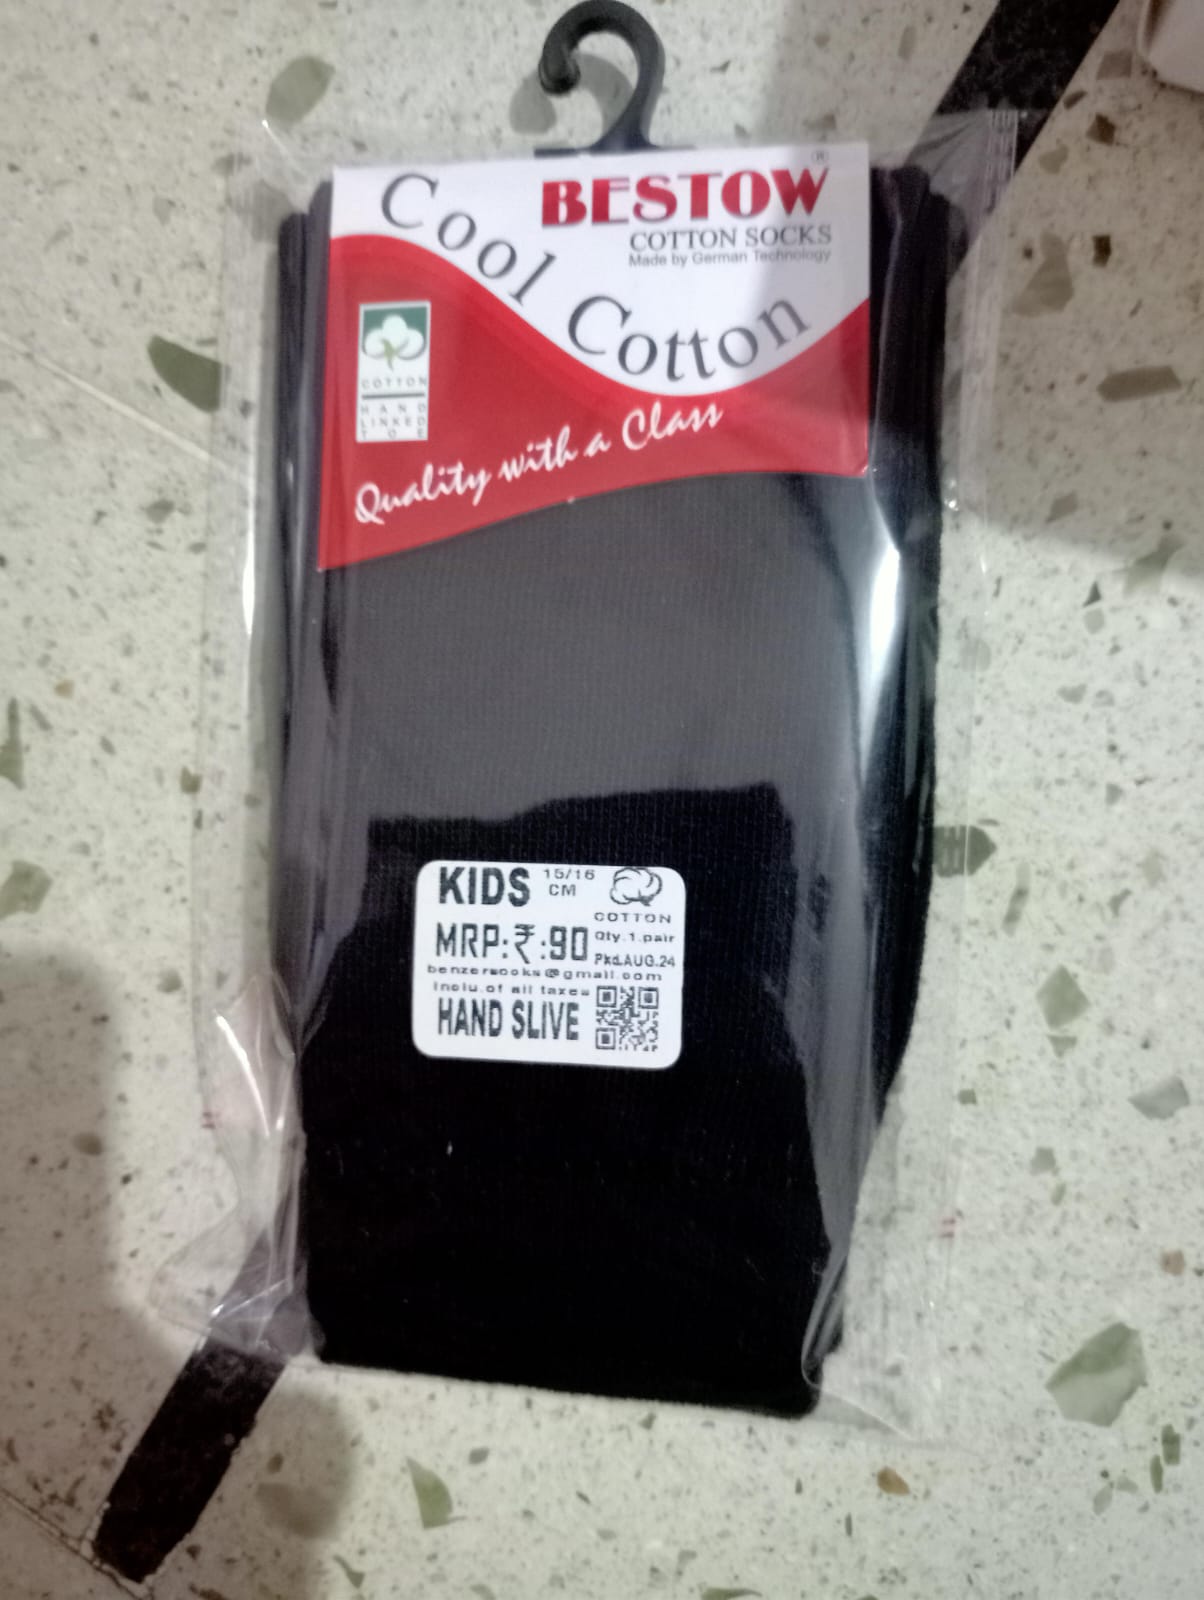 BESTOW®
COTTON SOCKS
Made by German Technology
Cool Cotton
COTTON
HAND
LINKED
TOE
Quality with a Class
KIDS 15/16 CM
COTTON
MRP:₹:90 Qty.1.pair
Pkd.AUG.24
benzersocks@gmail.com
Inclu.of all taxes
HAND SLIVE